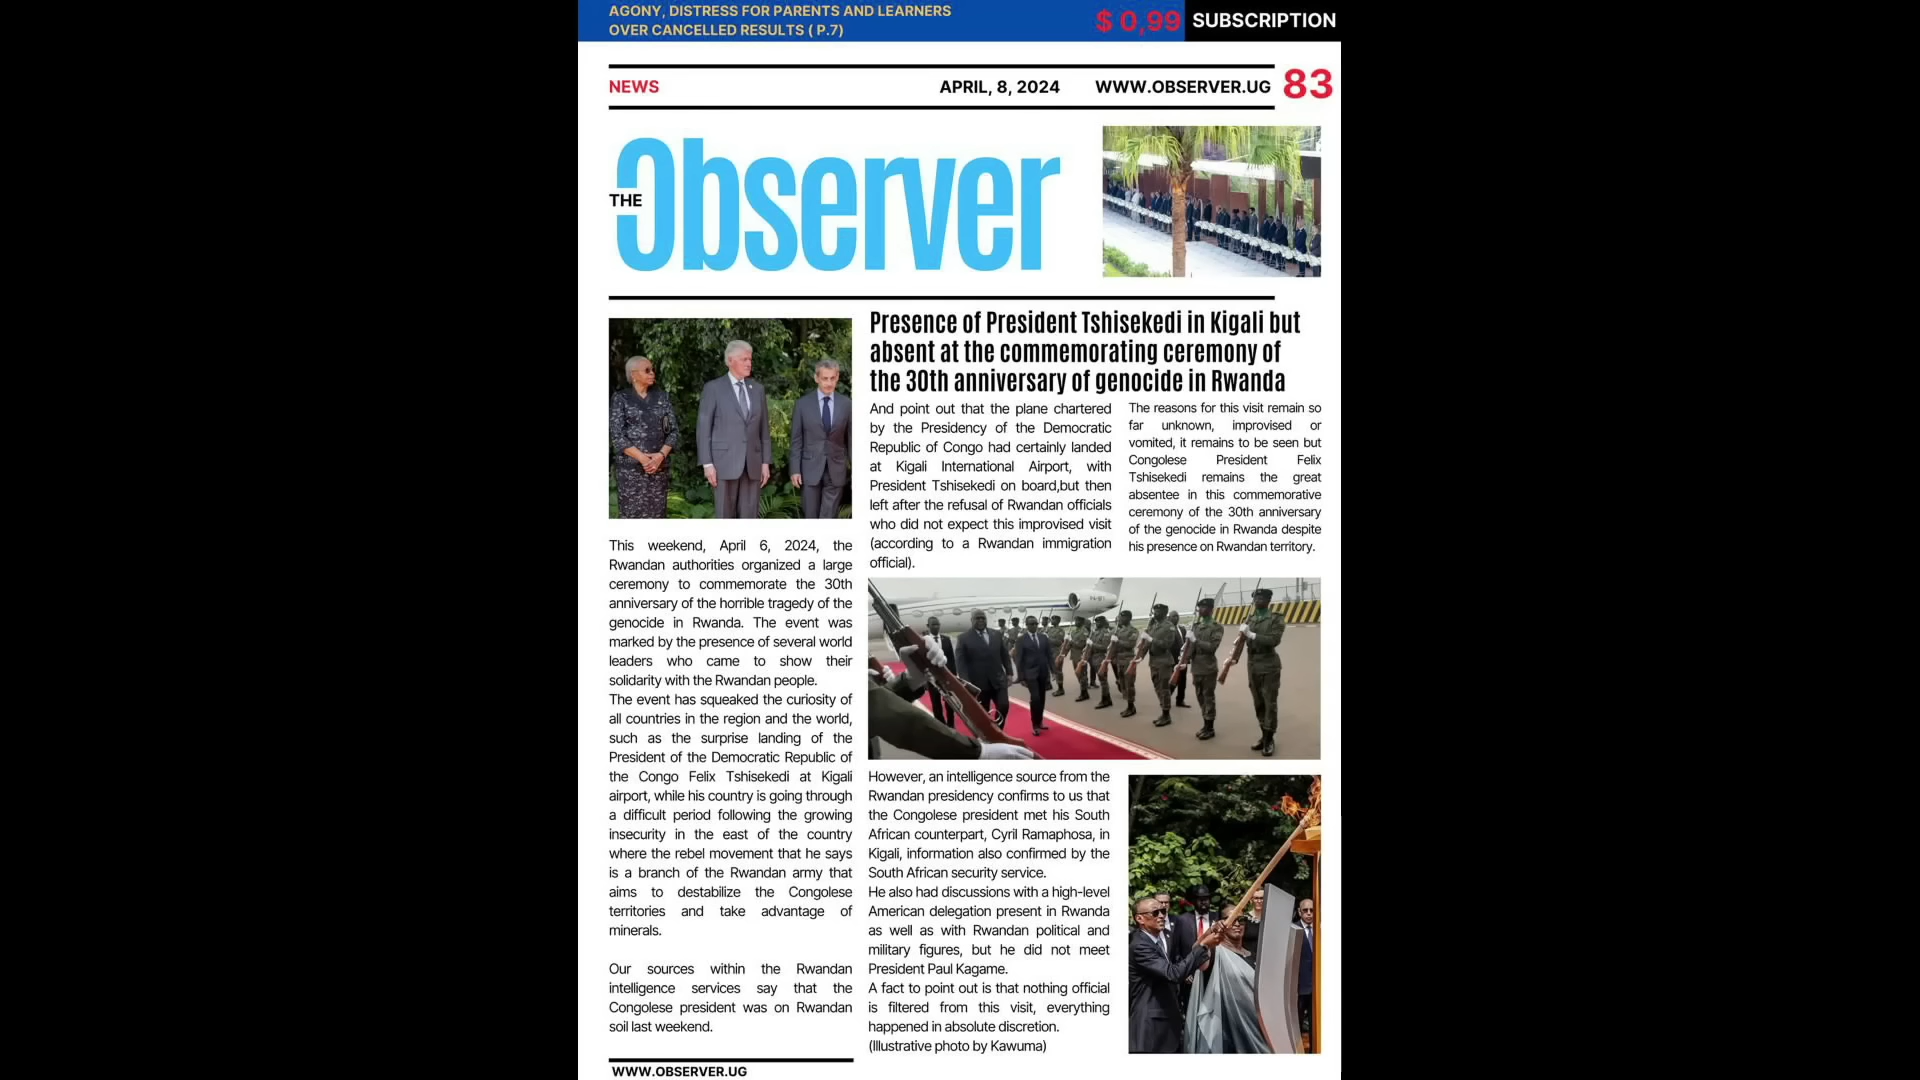 AGONY, DISTRESS FOR PARENTS AND LEARNERS
OVER CANCELLED RESULTS ( P.7)
$ 0,99
SUBSCRIPTION
NEWS
APRIL, 8, 2024
WWW.OBSERVER.UG
83
THE
Observer
Presence of President Tshisekedi in Kigali but
absent at the commemorating ceremony of
the 30th anniversary of genocide in Rwanda
This weekend, April 6, 2024, the
Rwandan authorities organized a large
ceremony to commemorate the 30th
anniversary of the horrible tragedy of the
genocide in Rwanda. The event was
marked by the presence of several world
leaders who came to show their
solidarity with the Rwandan people.
The event has squeaked the curiosity of
all countries in the region and the world,
such as the surprise landing of the
President of the Democratic Republic of
the Congo Felix Tshisekedi at Kigali
airport, while his country is going through
a difficult period following the growing
insecurity in the east of the country
where the rebel movement that he says
is a branch of the Rwandan army that
aims to destabilize the Congolese
territories and take advantage of
minerals.
Our sources within the Rwandan
intelligence services say that the
Congolese president was on Rwandan
soil last weekend.
And point out that the plane chartered
by the Presidency of the Democratic
Republic of Congo had certainly landed
at Kigali International Airport, with
President Tshisekedi on board,but then
left after the refusal of Rwandan officials
who did not expect this improvised visit
(according to a Rwandan immigration
official).
The reasons for this visit remain so
far unknown, improvised or
vomited, it remains to be seen but
Congolese President Felix
Tshisekedi remains the great
absentee in this commemorative
ceremony of the 30th anniversary
of the genocide in Rwanda despite
his presence on Rwandan territory.
However, an intelligence source from the
Rwandan presidency confirms to us that
the Congolese president met his South
African counterpart, Cyril Ramaphosa, in
Kigali, information also confirmed by the
South African security service.
He also had discussions with a high-level
American delegation present in Rwanda
as well as with Rwandan political and
military figures, but he did not meet
President Paul Kagame.
A fact to point out is that nothing official
is filtered from this visit, everything
happened in absolute discretion.
(Illustrative photo by Kawuma)
WWW.OBSERVER.UG